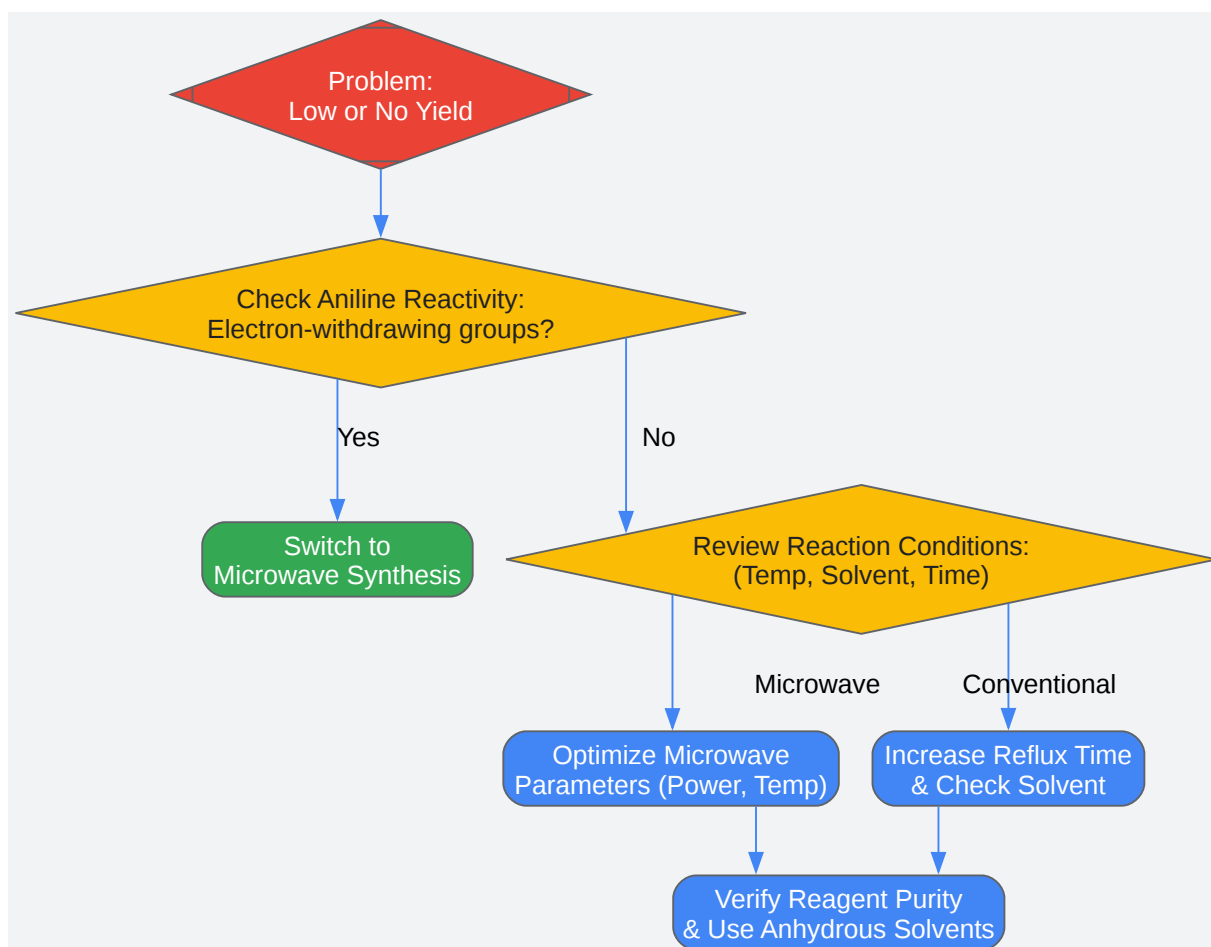 Problem:
Low or No Yield
Check Aniline Reactivity:
Electron-withdrawing groups?
Yes
No
Switch to
Microwave Synthesis
Review Reaction Conditions:
(Temp, Solvent, Time)
Microwave
Conventional
Optimize Microwave
Parameters (Power, Temp)
Increase Reflux Time
& Check Solvent
Verify Reagent Purity
& Use Anhydrous Solvents